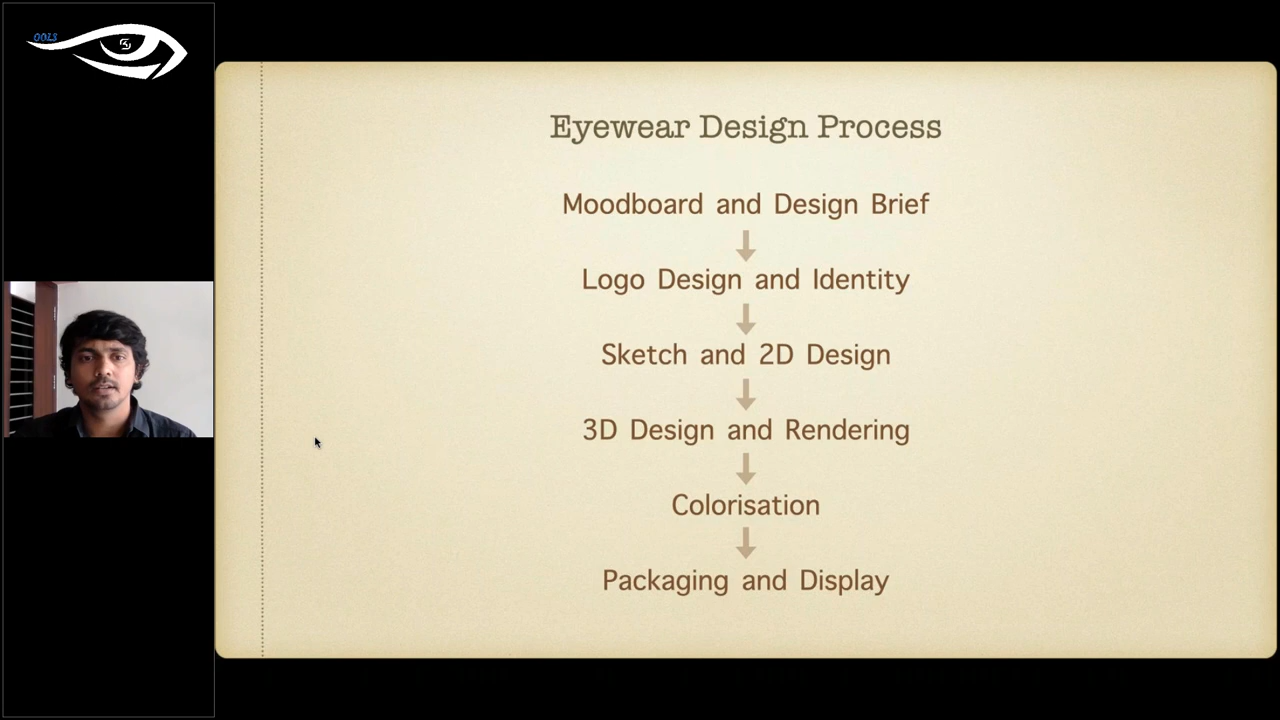 OOLS
Eyewear Design Process
Moodboard and Design Brief
Logo Design and Identity
Sketch and 2D Design
3D Design and Rendering
Colorisation
Packaging and Display